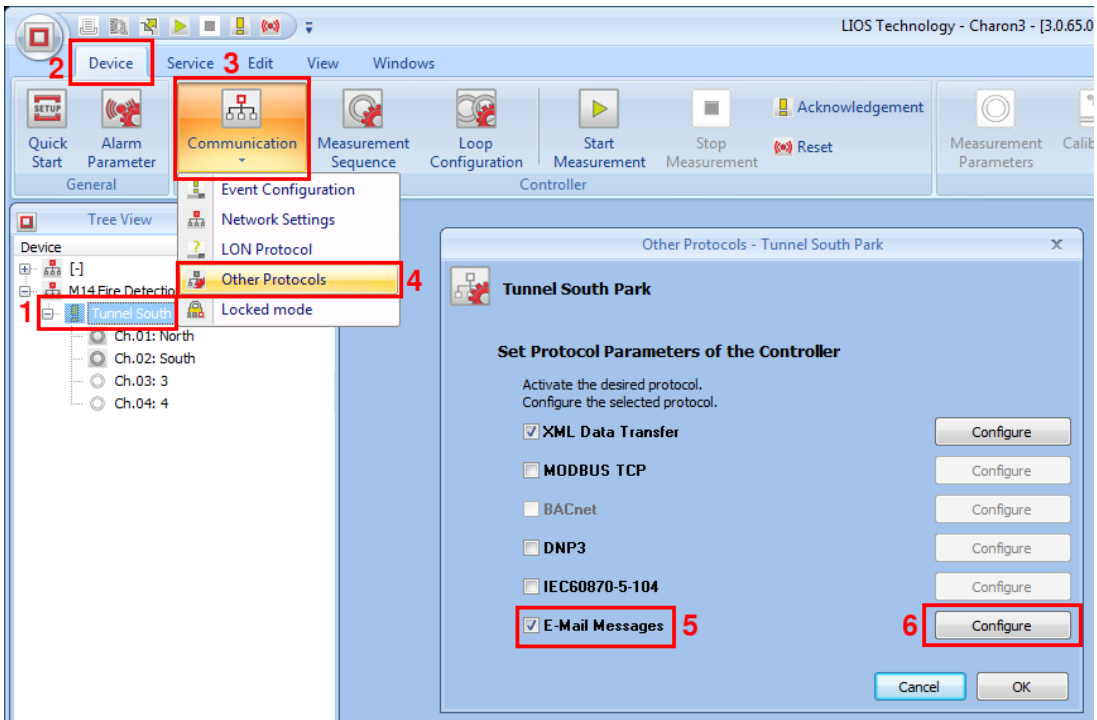 LIOS Technology - Charon3 - [3.0.65.0
2 Device Service 3 Edit View Windows
SETUP
Quick Start
Alarm Parameter
General
Communication
Measurement Sequence
Loop Configuration
Start Measurement
Stop Measurement
Acknowledgement
Reset
Controller
Measurement Parameters
Calib
Event Configuration
Network Settings
LON Protocol
Other Protocols 4
Locked mode
Tree View
Device
[-]
M14 Fire Detectio
1 Tunnel South
Ch.01: North
Ch.02: South
Ch.03: 3
Ch.04: 4
Other Protocols - Tunnel South Park x
Tunnel South Park
Set Protocol Parameters of the Controller
Activate the desired protocol.
Configure the selected protocol.
XML Data Transfer Configure
MODBUS TCP Configure
BACnet Configure
DNP3 Configure
IEC60870-5-104 Configure
E-Mail Messages 5 6 Configure
Cancel OK